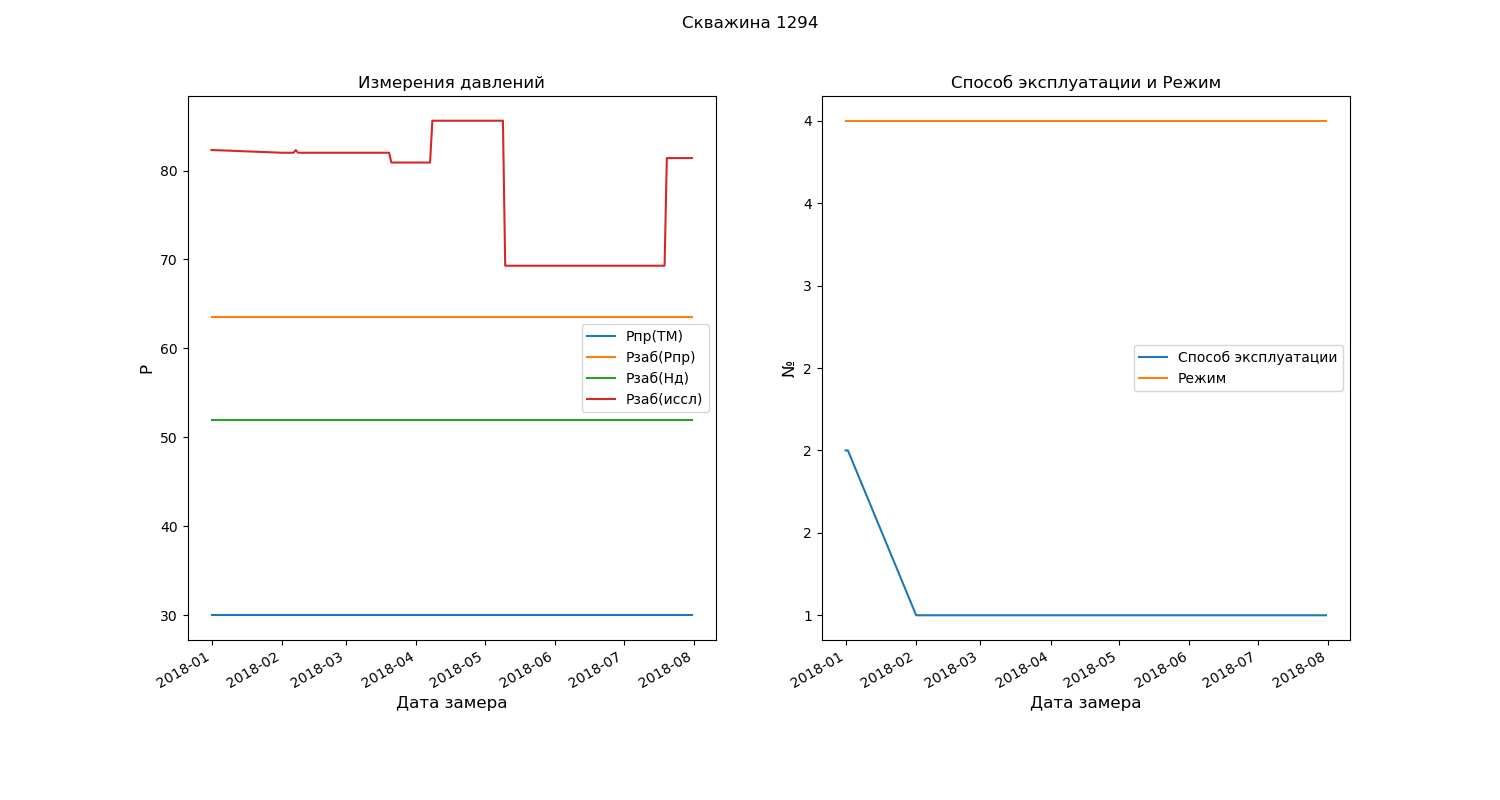 Скважина 1294
Измерения давлений
P
80
70
60
50
40
30
Рпр(ТМ)
Рзаб(Рпр)
Рзаб(Нд)
Рзаб(иссл)
2018-01
2018-02
2018-03
2018-04
2018-05
2018-06
2018-07
2018-08
Дата замера
Способ эксплуатации и Режим
№
4
4
3
2
2
2
1
Способ эксплуатации
Режим
2018-01
2018-02
2018-03
2018-04
2018-05
2018-06
2018-07
2018-08
Дата замера